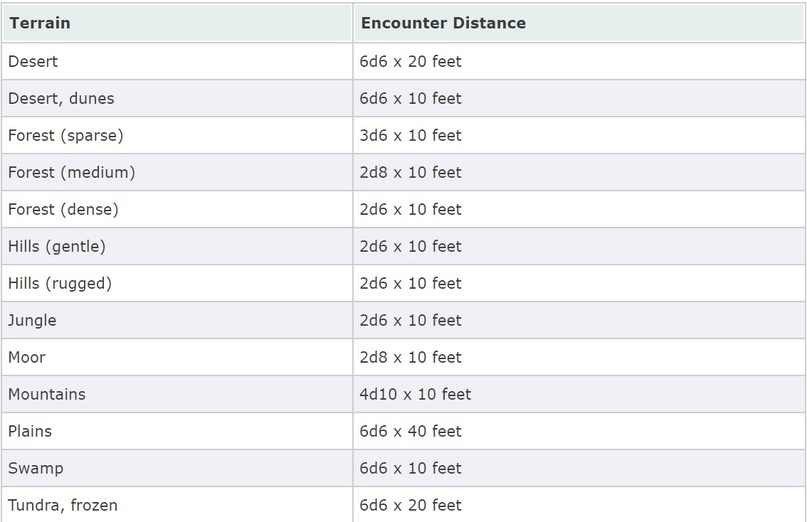 Terrain Encounter Distance
Desert 6d6 x 20 feet
Desert, dunes 6d6 x 10 feet
Forest (sparse) 3d6 x 10 feet
Forest (medium) 2d8 x 10 feet
Forest (dense) 2d6 x 10 feet
Hills (gentle) 2d6 x 10 feet
Hills (rugged) 2d6 x 10 feet
Jungle 2d6 x 10 feet
Moor 2d8 x 10 feet
Mountains 4d10 x 10 feet
Plains 6d6 x 40 feet
Swamp 6d6 x 10 feet
Tundra, frozen 6d6 x 20 feet